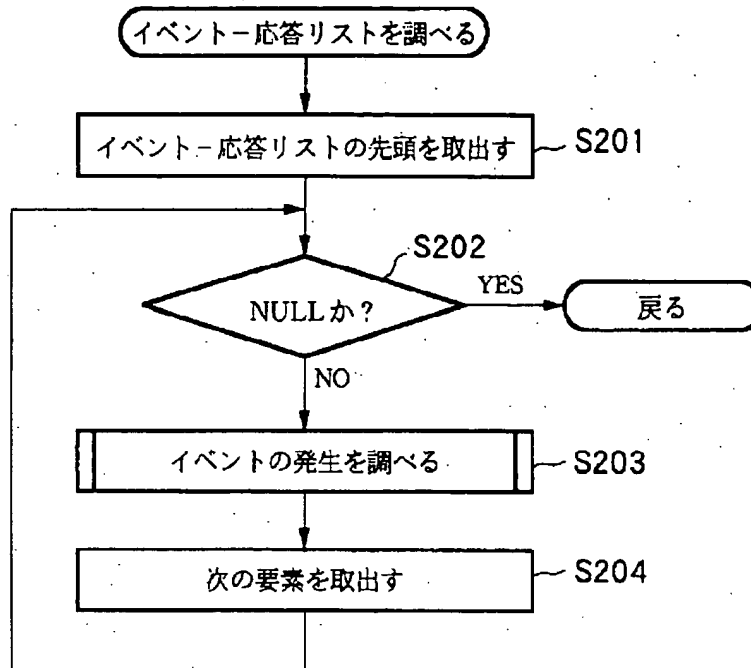 イベント－応答リストを調べる
イベント－応答リストの先頭を取出す
S201
S202
NULLか?
YES
戻る
NO
イベントの発生を調べる
S203
次の要素を取出す
S204